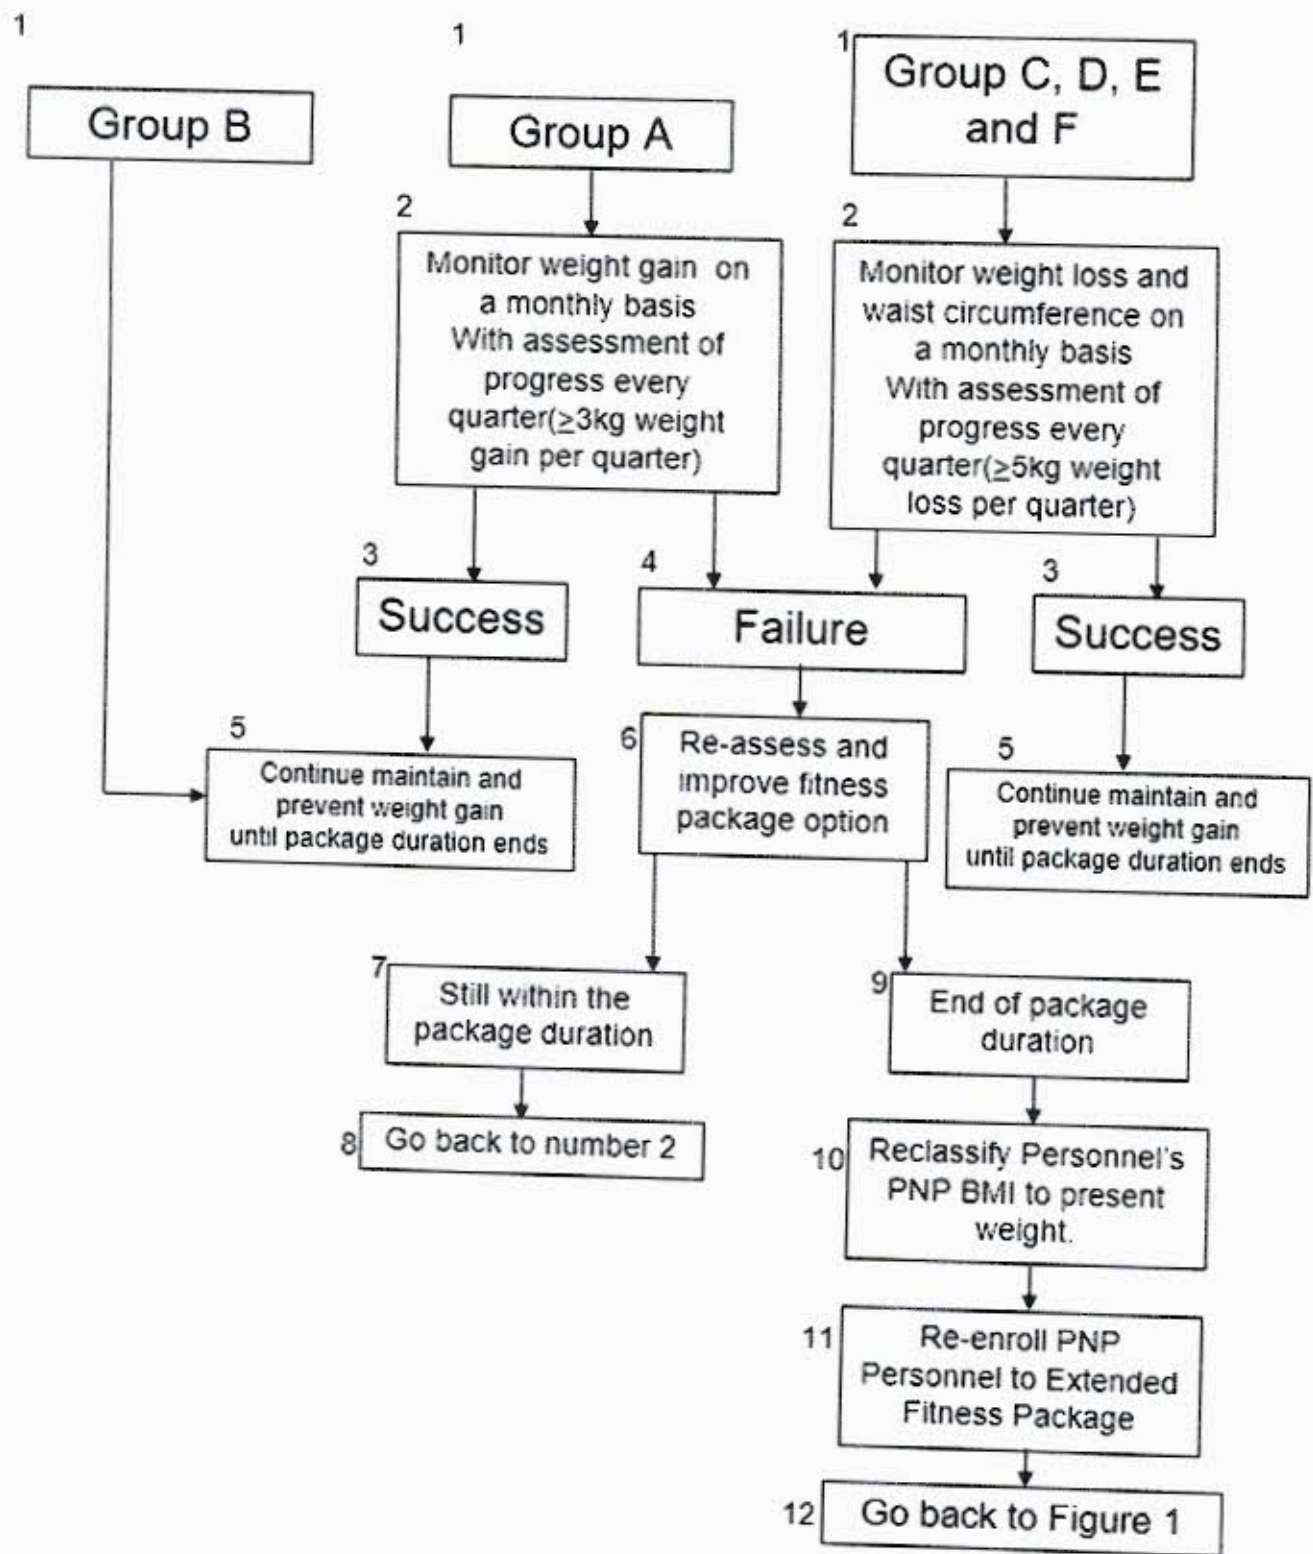 1
1
1
Group B
Group A
Group C, D, E
and F
2
Monitor weight gain on
a monthly basis
With assessment of
progress every
quarter(≥3kg weight
gain per quarter)
2
Monitor weight loss and
waist circumference on
a monthly basis
With assessment of
progress every
quarter(≥5kg weight
loss per quarter)
3
Success
4
Failure
3
Success
5
Continue maintain and
prevent weight gain
until package duration ends
6
Re-assess and
improve fitness
package option
5
Continue maintain and
prevent weight gain
until package duration ends
7
Still within the
package duration
8
Go back to number 2
9
End of package
duration
10
Reclassify Personnel's
PNP BMI to present
weight.
11
Re-enroll PNP
Personnel to Extended
Fitness Package
12
Go back to Figure 1